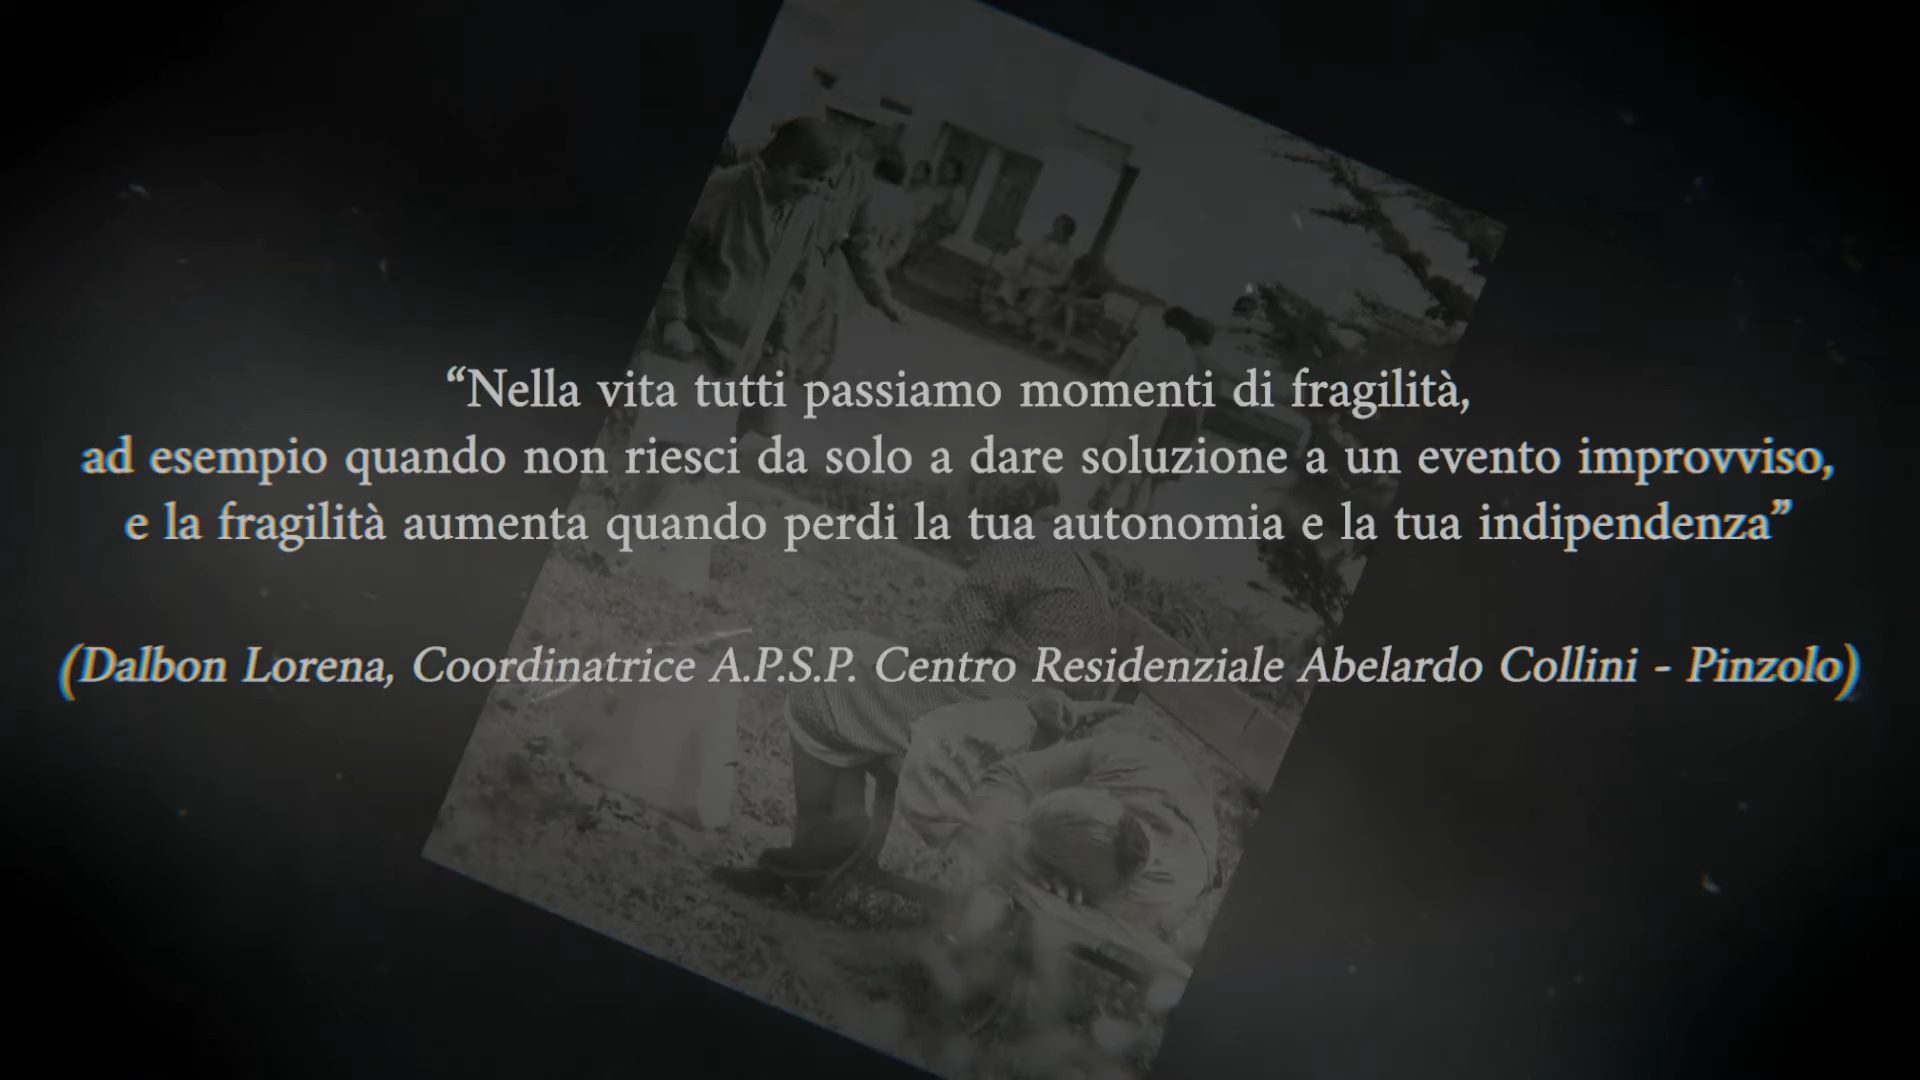 “Nella vita tutti passiamo momenti di fragilità,
ad esempio quando non riesci da solo a dare soluzione a un evento improvviso,
e la fragilità aumenta quando perdi la tua autonomia e la tua indipendenza”
(Dalbon Lorena, Coordinatrice A.P.S.P. Centro Residenziale Abelardo Collini - Pinzolo)